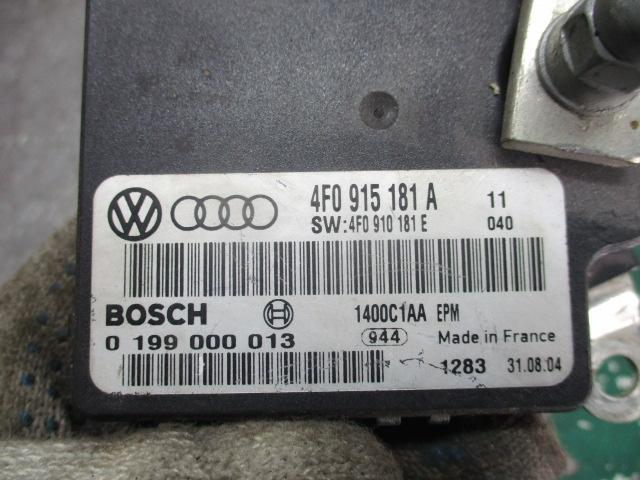 4F0 915 181 A 11
SW:4F0 910 181 E 040
BOSCH 1400C1AA EPM
0 199 000 013 944 Made in France
1283 31.08.04